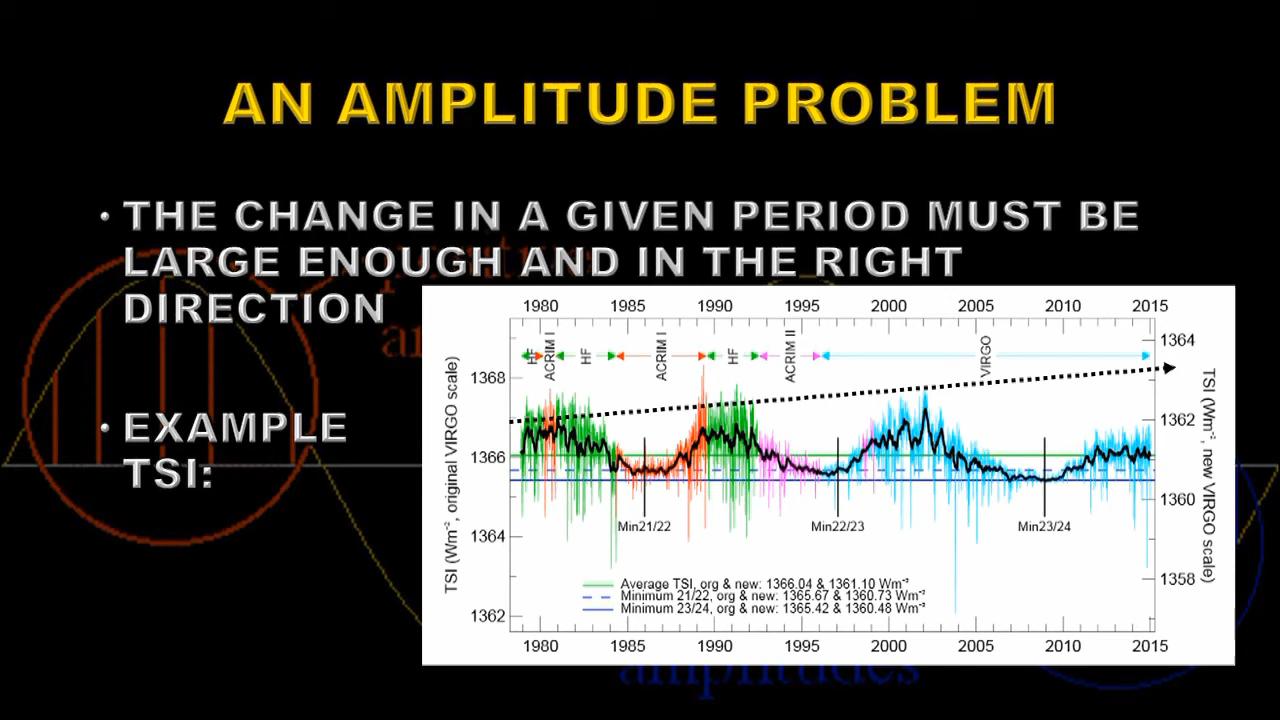 AN AMPLITUDE PROBLEM
• THE CHANGE IN A GIVEN PERIOD MUST BE
LARGE ENOUGH AND IN THE RIGHT
DIRECTION
• EXAMPLE
TSI:
1980 1985 1990 1995 2000 2005 2010 2015
HF ACRIM I HF ACRIM I HF ACRIM II VIRGO
TSI (Wm⁻², original VIRGO scale)
1368
1366
1364
1362
1364
1362
1360
1358
TSI (Wm⁻², new VIRGO scale)
Min21/22 Min22/23 Min23/24
Average TSI, org & new: 1366.04 & 1361.10 Wm⁻²
Minimum 21/22, org & new: 1365.67 & 1360.73 Wm⁻²
Minimum 23/24, org & new: 1365.42 & 1360.48 Wm⁻²
1980 1985 1990 1995 2000 2005 2010 2015
amplitudes